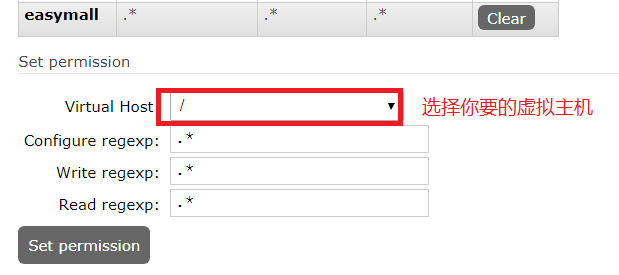 easymall .* .* .* Clear
Set permission
Virtual Host / 选择你要的虚拟主机
Configure regexp: .*
Write regexp: .*
Read regexp: .*
Set permission